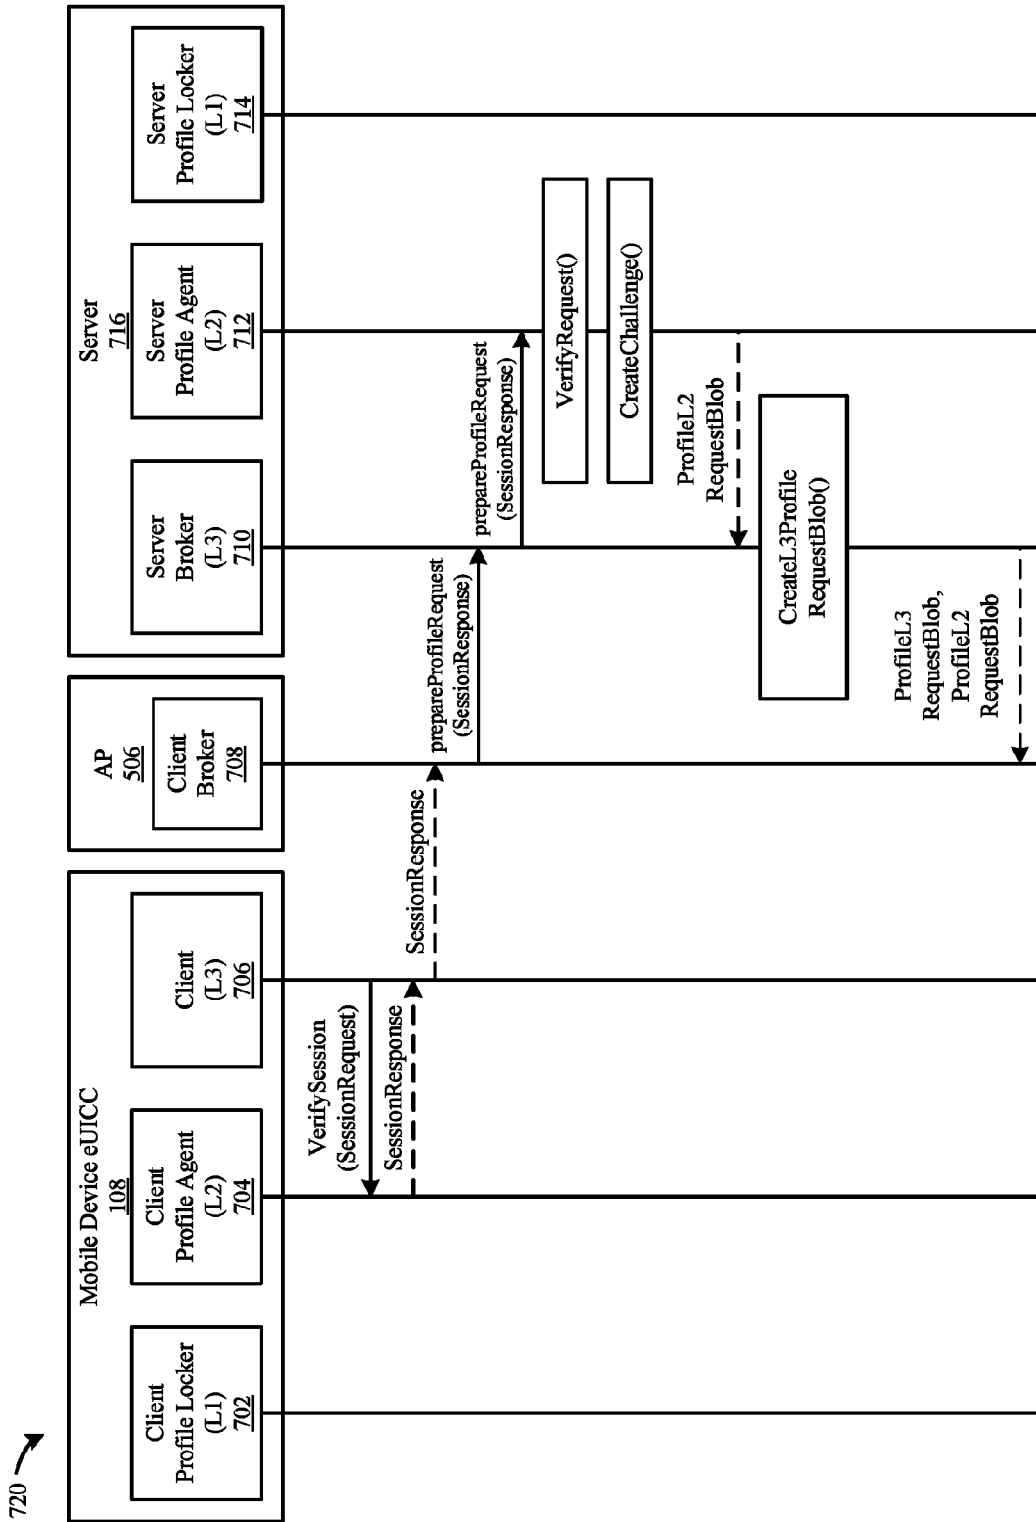 720
Mobile Device eUICC
108
Client
Profile Locker
(L1)
702
Client
Profile Agent
(L2)
704
Client
(L3)
706
AP
506
Client
Broker
708
Server
716
Server
Broker
(L3)
710
Server
Profile Agent
(L2)
712
Server
Profile Locker
(L1)
714
VerifySession
(SessionRequest)
SessionResponse
SessionResponse
prepareProfileRequest
(SessionResponse)
prepareProfileRequest
(SessionResponse)
VerifyRequest()
CreateChallenge()
ProfileL2
RequestBlob
CreateL3Profile
RequestBlob()
ProfileL3
RequestBlob,
ProfileL2
RequestBlob